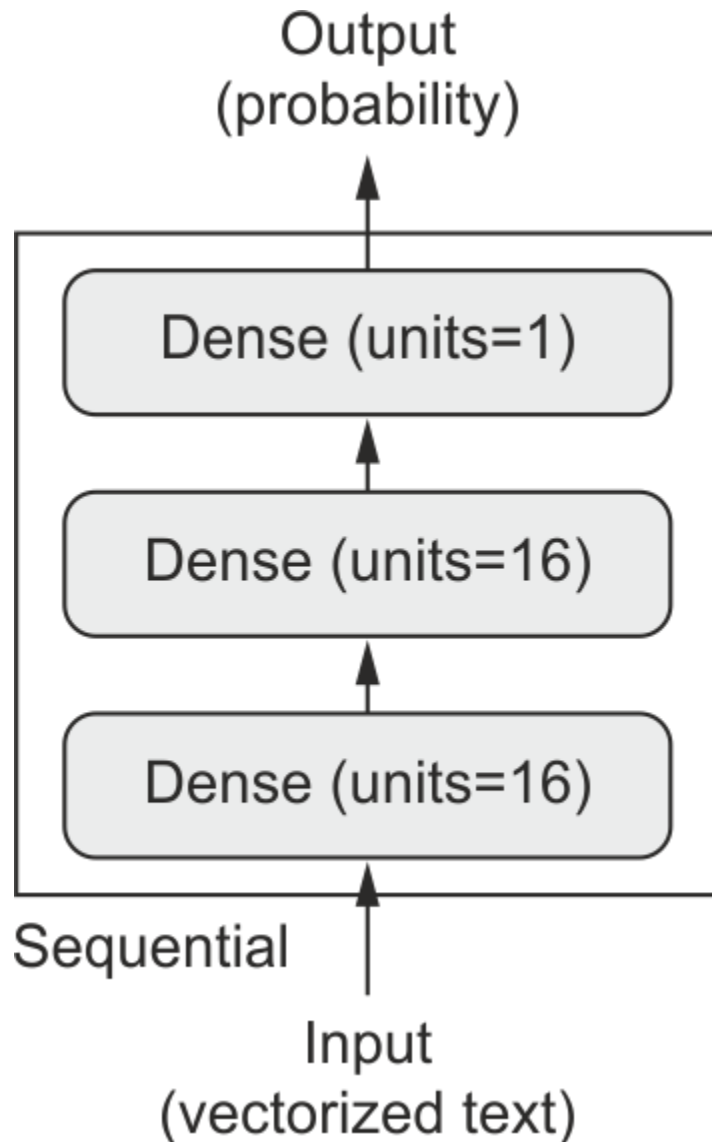 Output
(probability)
Dense (units=1)
Dense (units=16)
Dense (units=16)
Sequential
Input
(vectorized text)